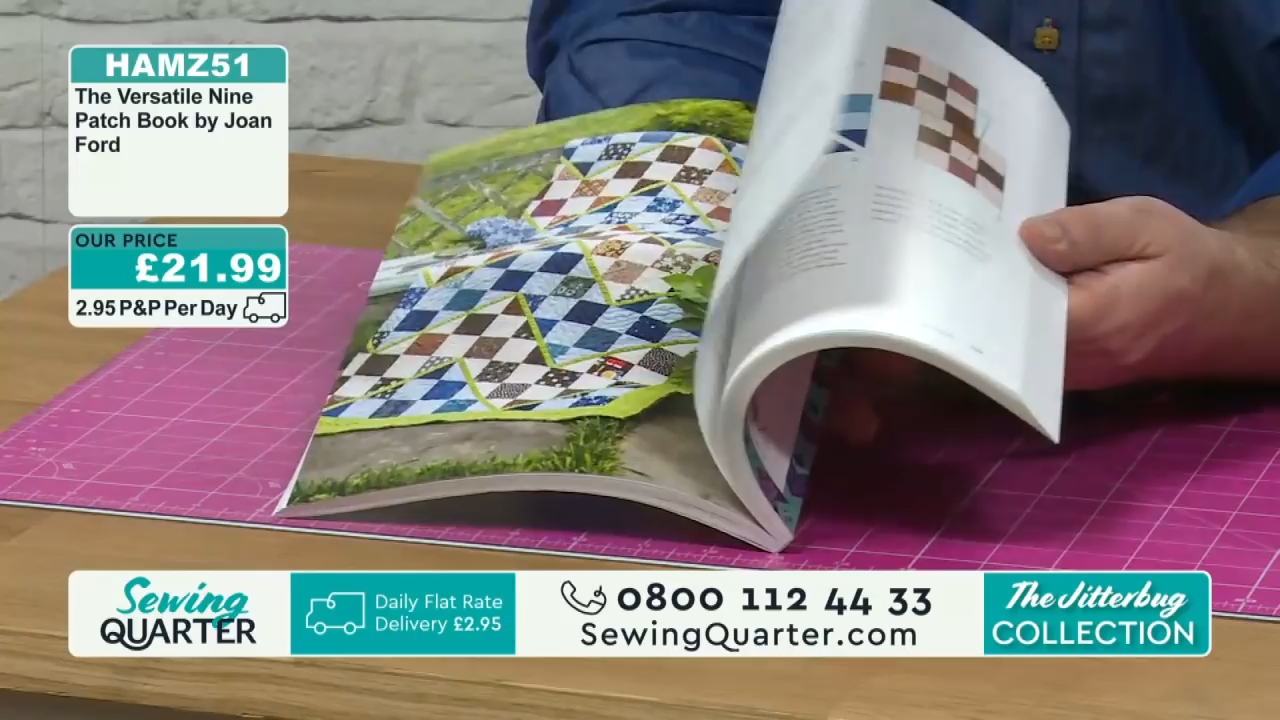 HAMZ51
The Versatile Nine
Patch Book by Joan
Ford
OUR PRICE
£21.99
2.95 P&P Per Day
Sewing
QUARTER
Daily Flat Rate
Delivery £2.95
0800 112 44 33
SewingQuarter.com
The Jitterbug
COLLECTION